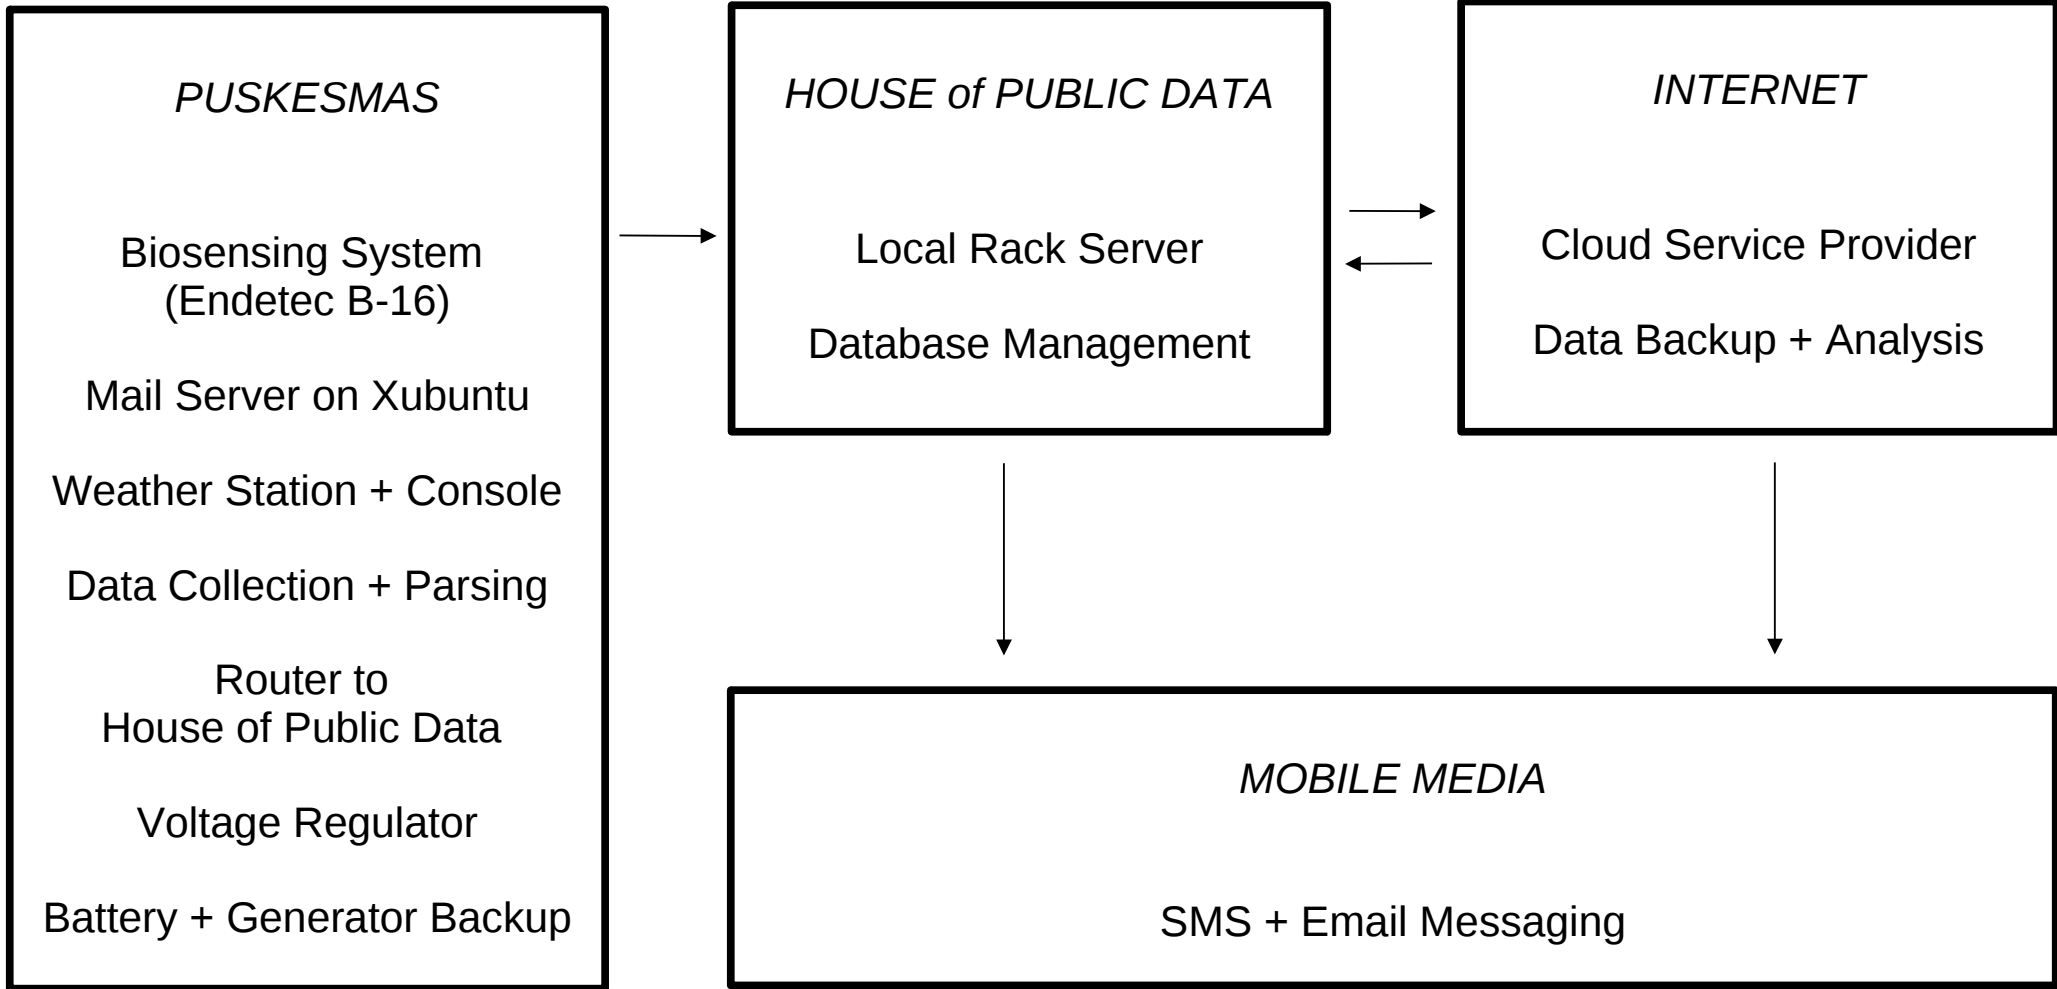 PUSKESMAS
Biosensing System
(Endetec B-16)
Mail Server on Xubuntu
Weather Station + Console
Data Collection + Parsing
Router to
House of Public Data
Voltage Regulator
Battery + Generator Backup
HOUSE of PUBLIC DATA
Local Rack Server
Database Management
INTERNET
Cloud Service Provider
Data Backup + Analysis
MOBILE MEDIA
SMS + Email Messaging